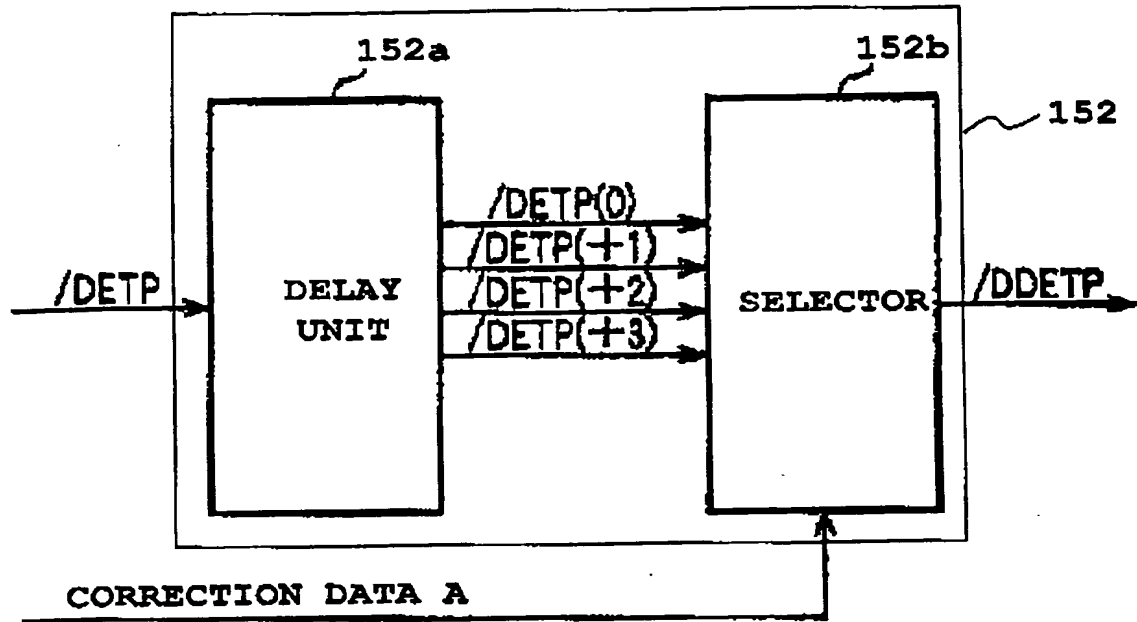 152a
152b
152
/DETP(0)
/DETP(+1)
/DETP(+2)
/DETP(+3)
/DETP
DELAY
UNIT
SELECTOR
/DDETP
CORRECTION DATA A